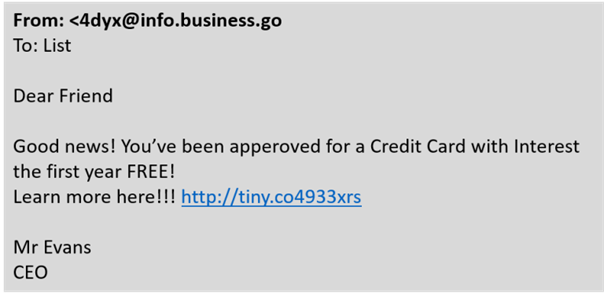 From: <4dyx@info.business.go
To: List
Dear Friend
Good news! You’ve been apperoved for a Credit Card with Interest
the first year FREE!
Learn more here!!! http://tiny.co4933xrs
Mr Evans
CEO